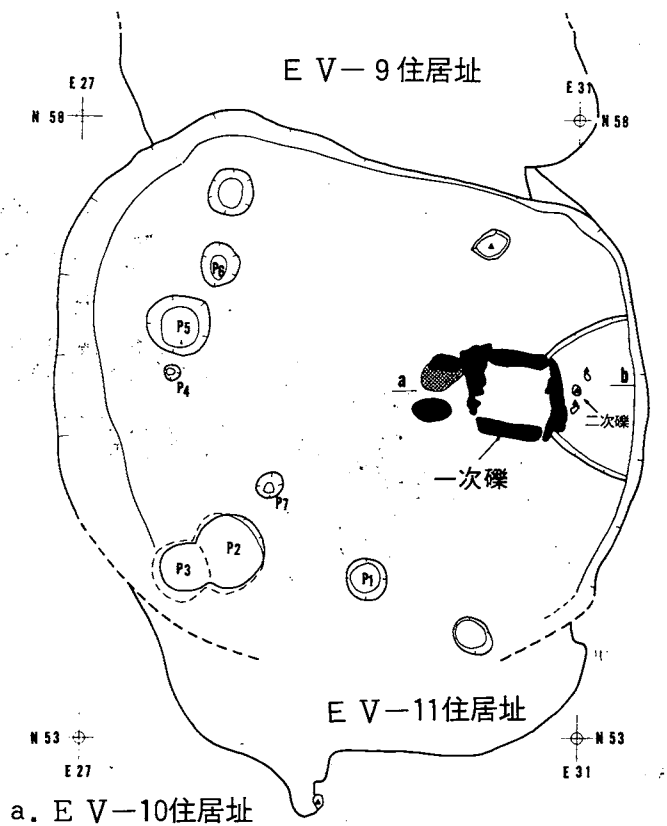 E V－9 住居址
E 27
E 31
N 58
N 58
P6
P5
P4
a
b
二次礫
一次礫
P7
P2
P3
P1
E V－11住居址
N 53
N 53
E 27
E 31
a. E V－10住居址